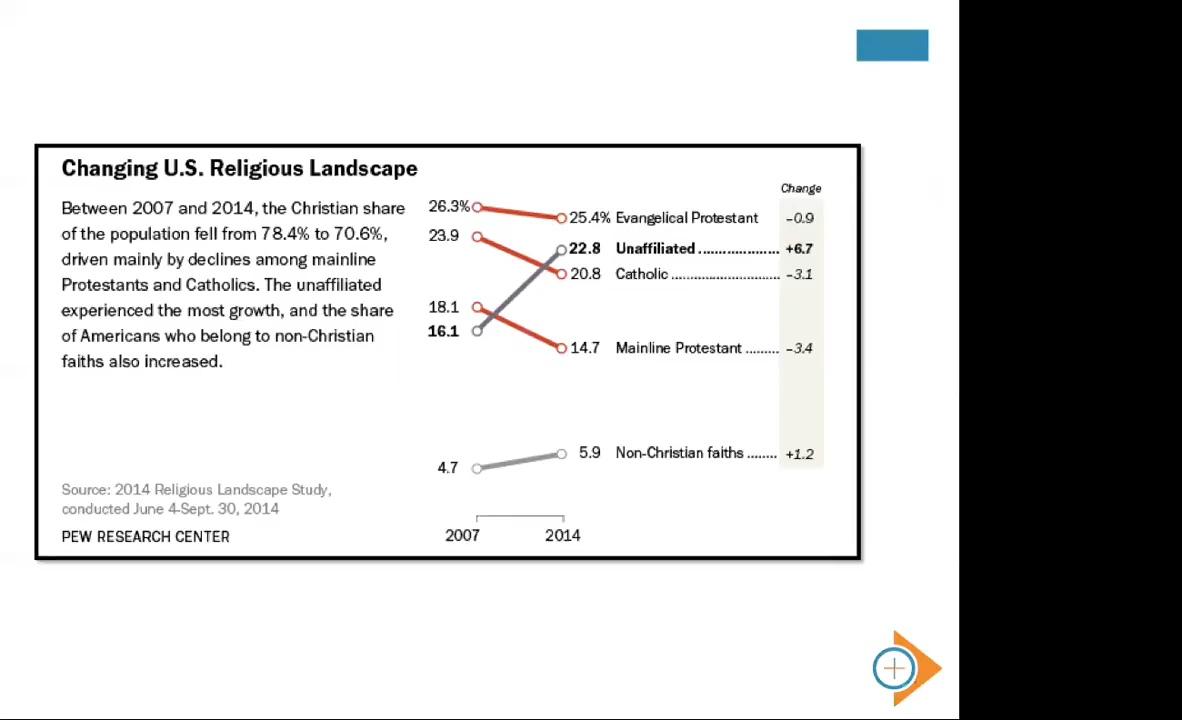 Changing U.S. Religious Landscape
Between 2007 and 2014, the Christian share
of the population fell from 78.4% to 70.6%,
driven mainly by declines among mainline
Protestants and Catholics. The unaffiliated
experienced the most growth, and the share
of Americans who belong to non-Christian
faiths also increased.
Change
26.3% 25.4% Evangelical Protestant –0.9
23.9
22.8 Unaffiliated .................... +6.7
20.8 Catholic ............................ –3.1
18.1
16.1
14.7 Mainline Protestant ......... –3.4
4.7 5.9 Non-Christian faiths ........ +1.2
2007 2014
Source: 2014 Religious Landscape Study,
conducted June 4-Sept. 30, 2014
PEW RESEARCH CENTER